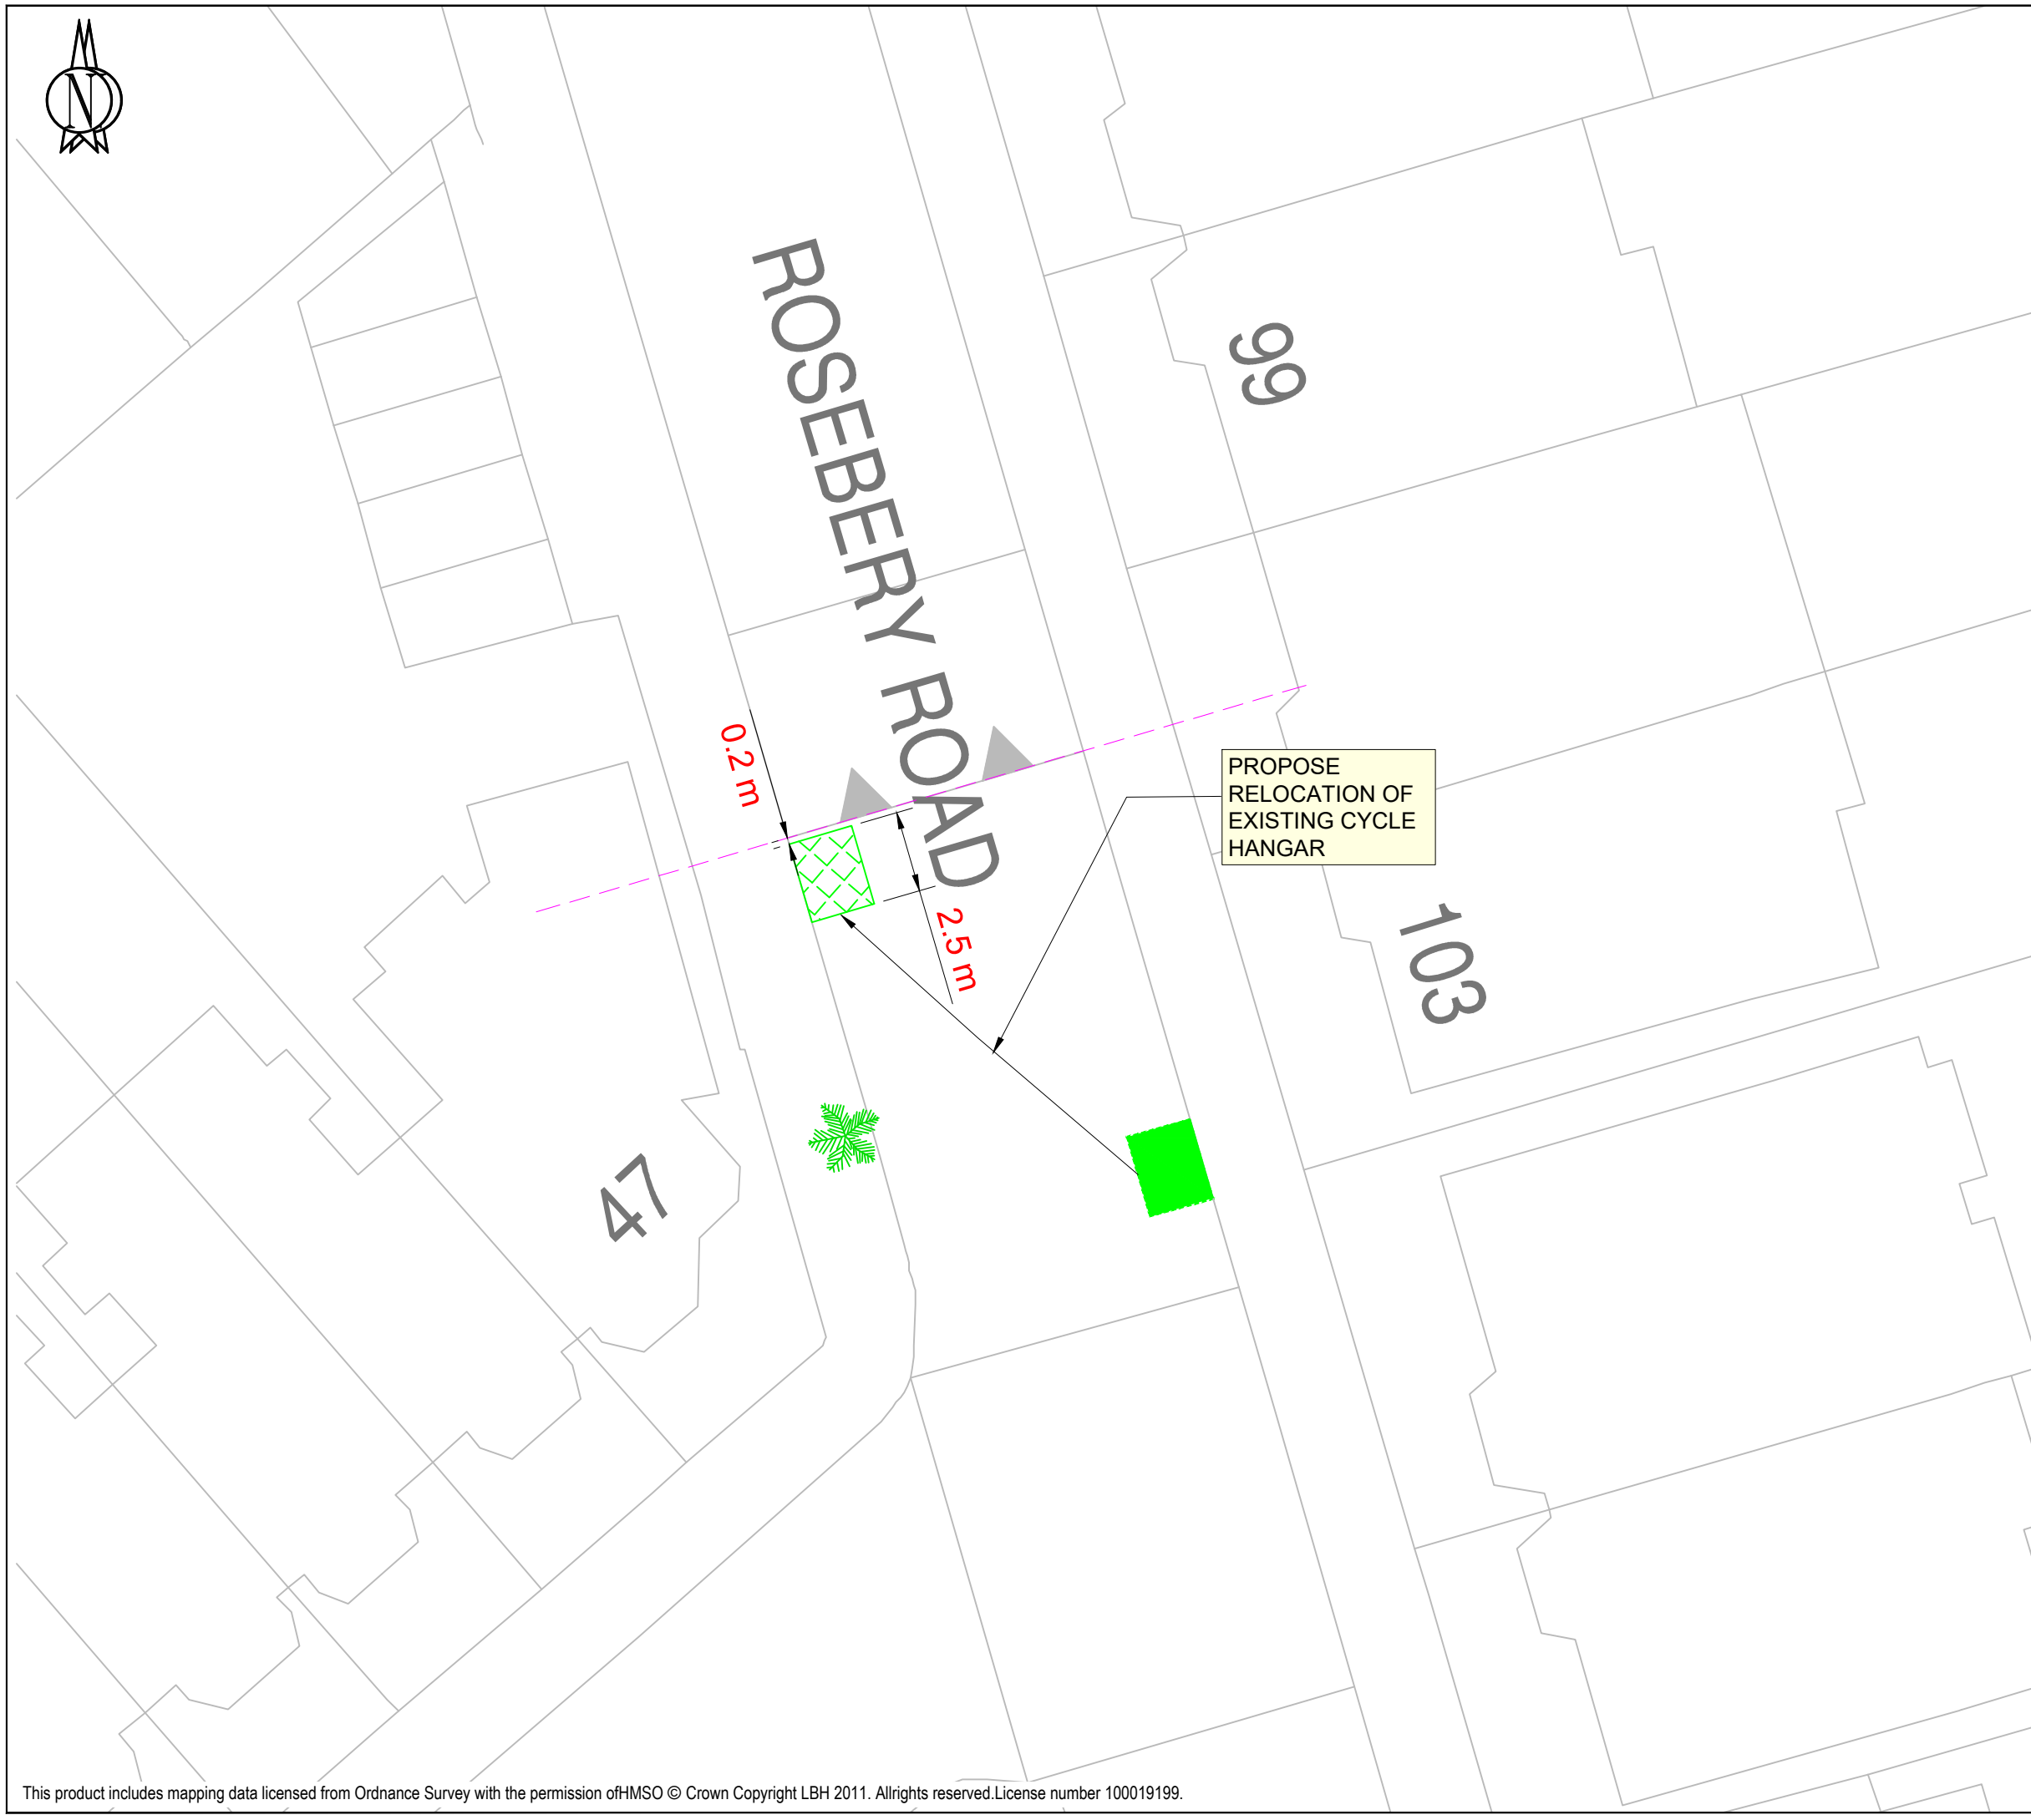 N
ROSEBERY ROAD
99
0.2 m
PROPOSE
RELOCATION OF
EXISTING CYCLE
HANGAR
2.5 m
103
47
This product includes mapping data licensed from Ordnance Survey with the permission ofHMSO © Crown Copyright LBH 2011. Allrights reserved.License number 100019199.